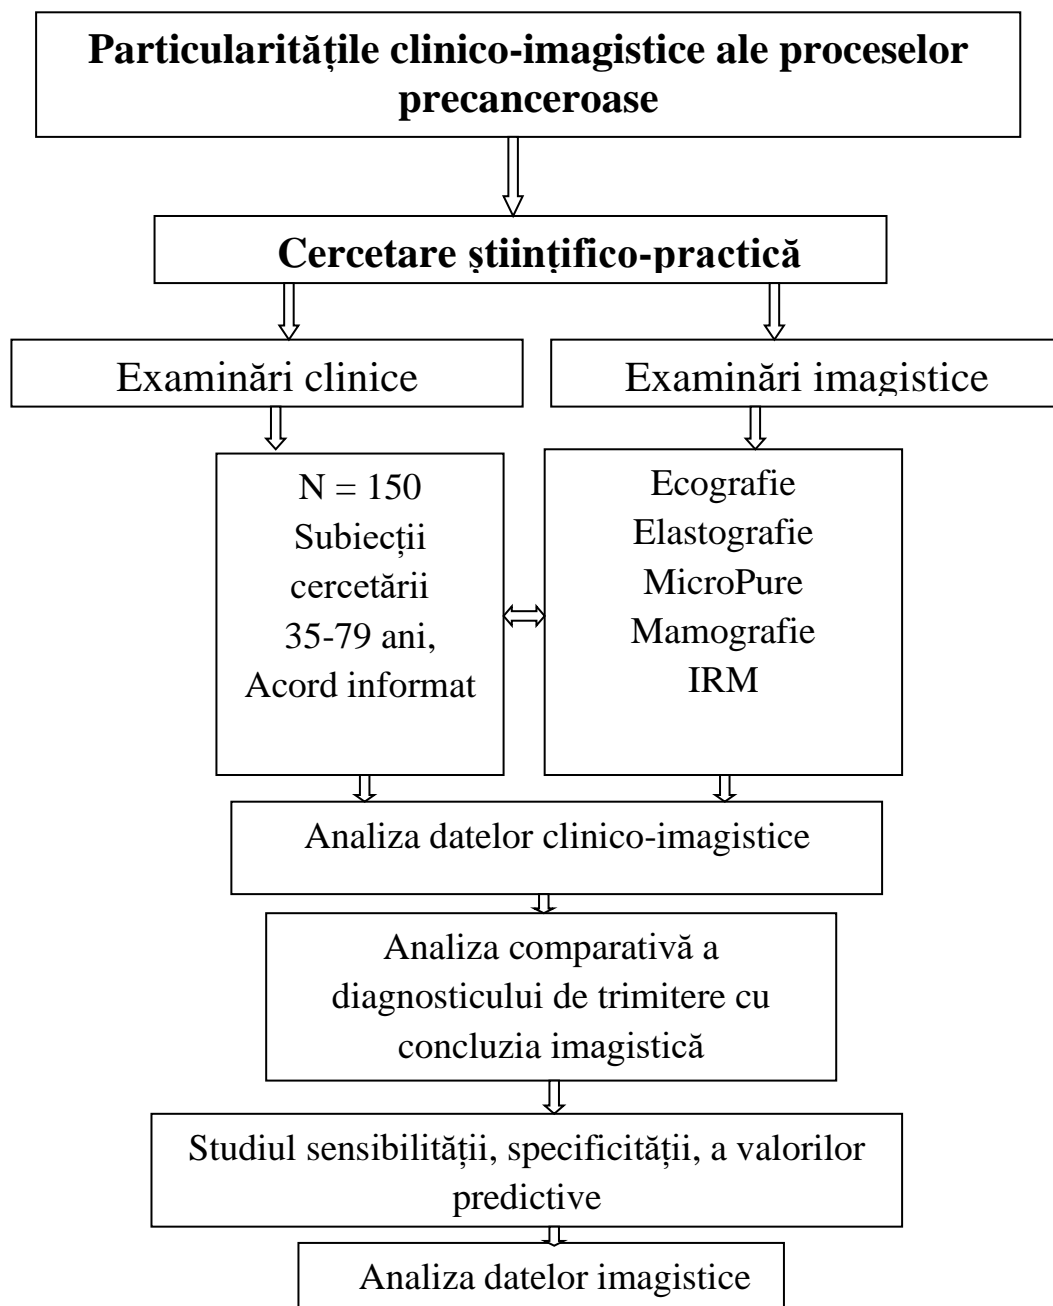 Particularitățile clinico-imagistice ale proceselor
precanceroase
Cercetare științifico-practică
Examinări clinice
Examinări imagistice
N = 150
Subiecții
cercetării
35-79 ani,
Acord informat
Ecografie
Elastografie
MicroPure
Mamografie
IRM
Analiza datelor clinico-imagistice
Analiza comparativă a
diagnosticului de trimitere cu
concluzia imagistică
Studiul sensibilității, specificității, a valorilor
predictive
Analiza datelor imagistice